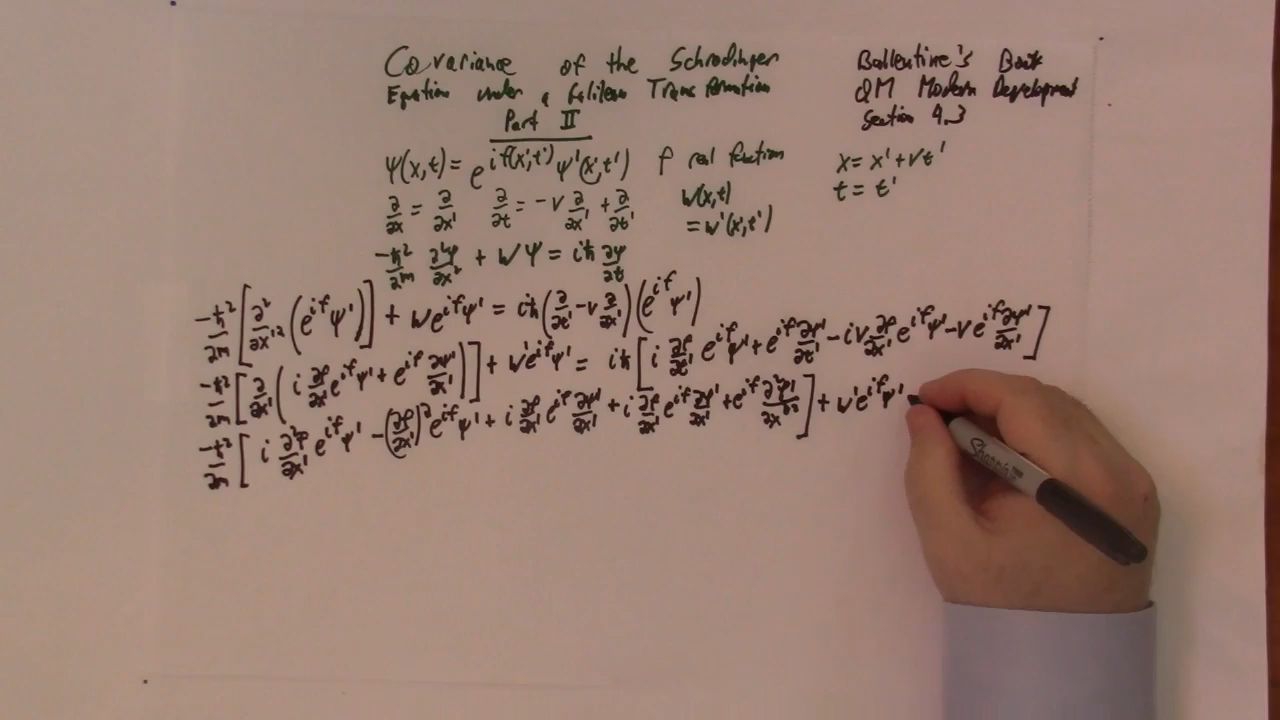 Covariance of the Schrodinger
Equation under a Galilean Transformation
Part II
Ballentine's Book
QM Modern Development
Section 4.3
ψ(x,t) = e^{if(x',t')} ψ'(x',t') f real function
x = x' + vt'
∂/∂x = ∂/∂x' ∂/∂t = -v ∂/∂x' + ∂/∂t'
W(x,t)
= W'(x',t')
t = t'
-ħ²/2m ∂²ψ/∂x² + Wψ = iħ ∂ψ/∂t
-ħ²/2m [∂²/∂x'² (e^{if} ψ')] + W e^{if} ψ' = iħ (∂/∂t' - v ∂/∂x') (e^{if} ψ')
-ħ²/2m [∂/∂x' (i ∂f/∂x' e^{if} ψ' + e^{if} ∂ψ'/∂x')] + W' e^{if} ψ' = iħ [i ∂f/∂t' e^{if} ψ' + e^{if} ∂ψ'/∂t' - iv ∂f/∂x' e^{if} ψ' - v e^{if} ∂ψ'/∂x']
-ħ²/2m [i ∂²f/∂x' e^{if} ψ' - (∂f/∂x')² e^{if} ψ' + i ∂f/∂x' e^{if} ∂ψ'/∂x' + i ∂f/∂x' e^{if} ∂ψ'/∂x' + e^{if} ∂²ψ'/∂x'²] + W' e^{if} ψ'
Sharpie